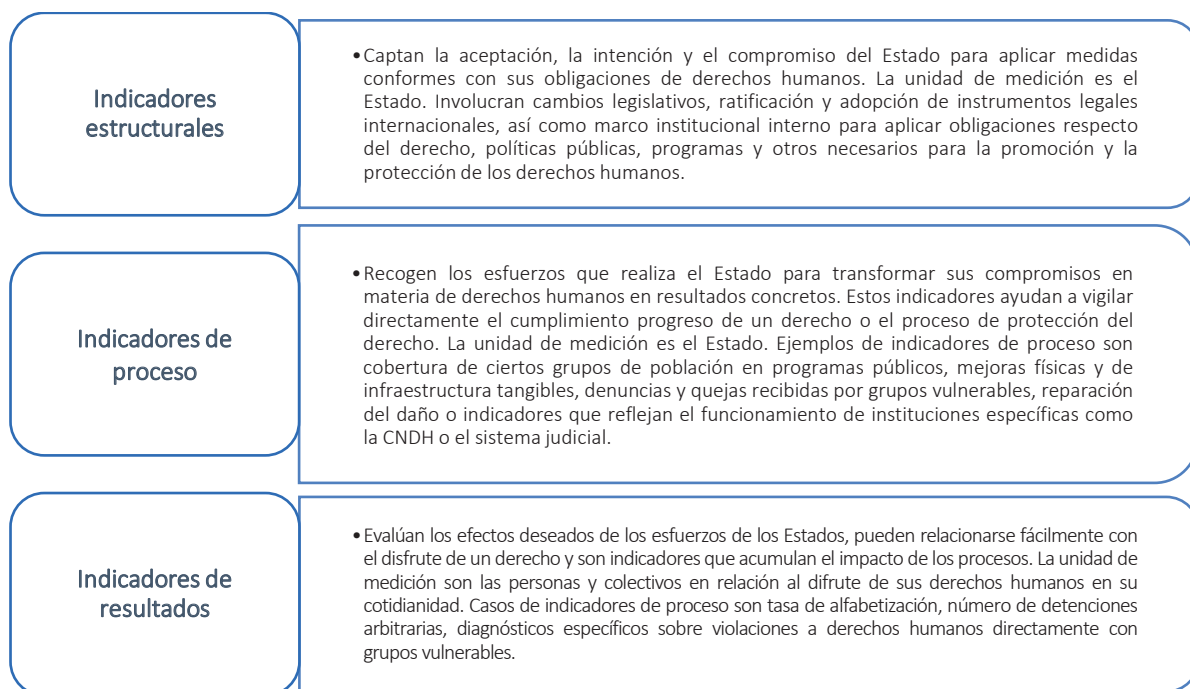 Indicadores
estructurales
•Captan la aceptación, la intención y el compromiso del Estado para aplicar medidas
conformes con sus obligaciones de derechos humanos. La unidad de medición es el
Estado. Involucran cambios legislativos, ratificación y adopción de instrumentos legales
internacionales, así como marco institucional interno para aplicar obligaciones respecto
del derecho, políticas públicas, programas y otros necesarios para la promoción y la
protección de los derechos humanos.
Indicadores de
proceso
•Recogen los esfuerzos que realiza el Estado para transformar sus compromisos en
materia de derechos humanos en resultados concretos. Estos indicadores ayudan a vigilar
directamente el cumplimiento progreso de un derecho o el proceso de protección del
derecho. La unidad de medición es el Estado. Ejemplos de indicadores de proceso son
cobertura de ciertos grupos de población en programas públicos, mejoras físicas y de
infraestructura tangibles, denuncias y quejas recibidas por grupos vulnerables, reparación
del daño o indicadores que reflejan el funcionamiento de instituciones específicas como
la CNDH o el sistema judicial.
Indicadores de
resultados
•Evalúan los efectos deseados de los esfuerzos de los Estados, pueden relacionarse fácilmente con
el disfrute de un derecho y son indicadores que acumulan el impacto de los procesos. La unidad de
medición son las personas y colectivos en relación al difrute de sus derechos humanos en su
cotidianidad. Casos de indicadores de proceso son tasa de alfabetización, número de detenciones
arbitrarias, diagnósticos específicos sobre violaciones a derechos humanos directamente con
grupos vulnerables.